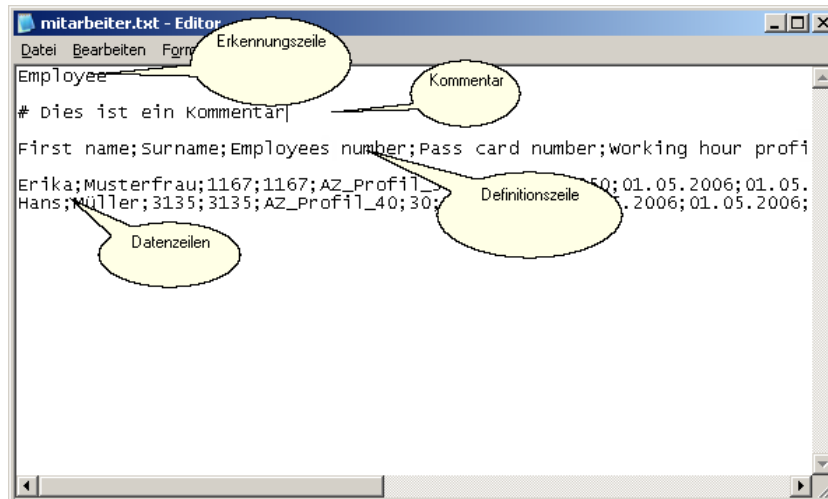 mitarbeiter.txt - Editor
Datei Bearbeiten
Erkennungszeile
Employee
Kommentar
# Dies ist ein Kommentar
First name;Surname;Employees number;Pass card number;Working hour profi
Erika;Musterfrau;1167;1167;AZ_Profil_ ;01.05.2006;01.05.
Hans;Müller;3135;3135;AZ_Profil_40;30; .2006;01.05.2006;
Definitionszeile
Datenzeilen